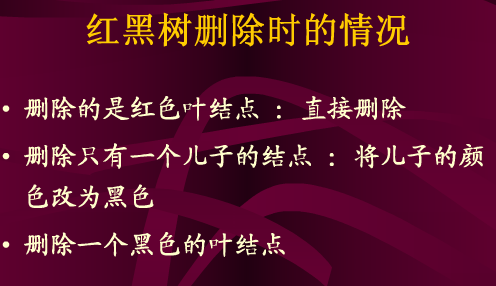 红黑树删除时的情况
• 删除的是红色叶结点 ： 直接删除
• 删除只有一个儿子的结点 ： 将儿子的颜
色改为黑色
• 删除一个黑色的叶结点